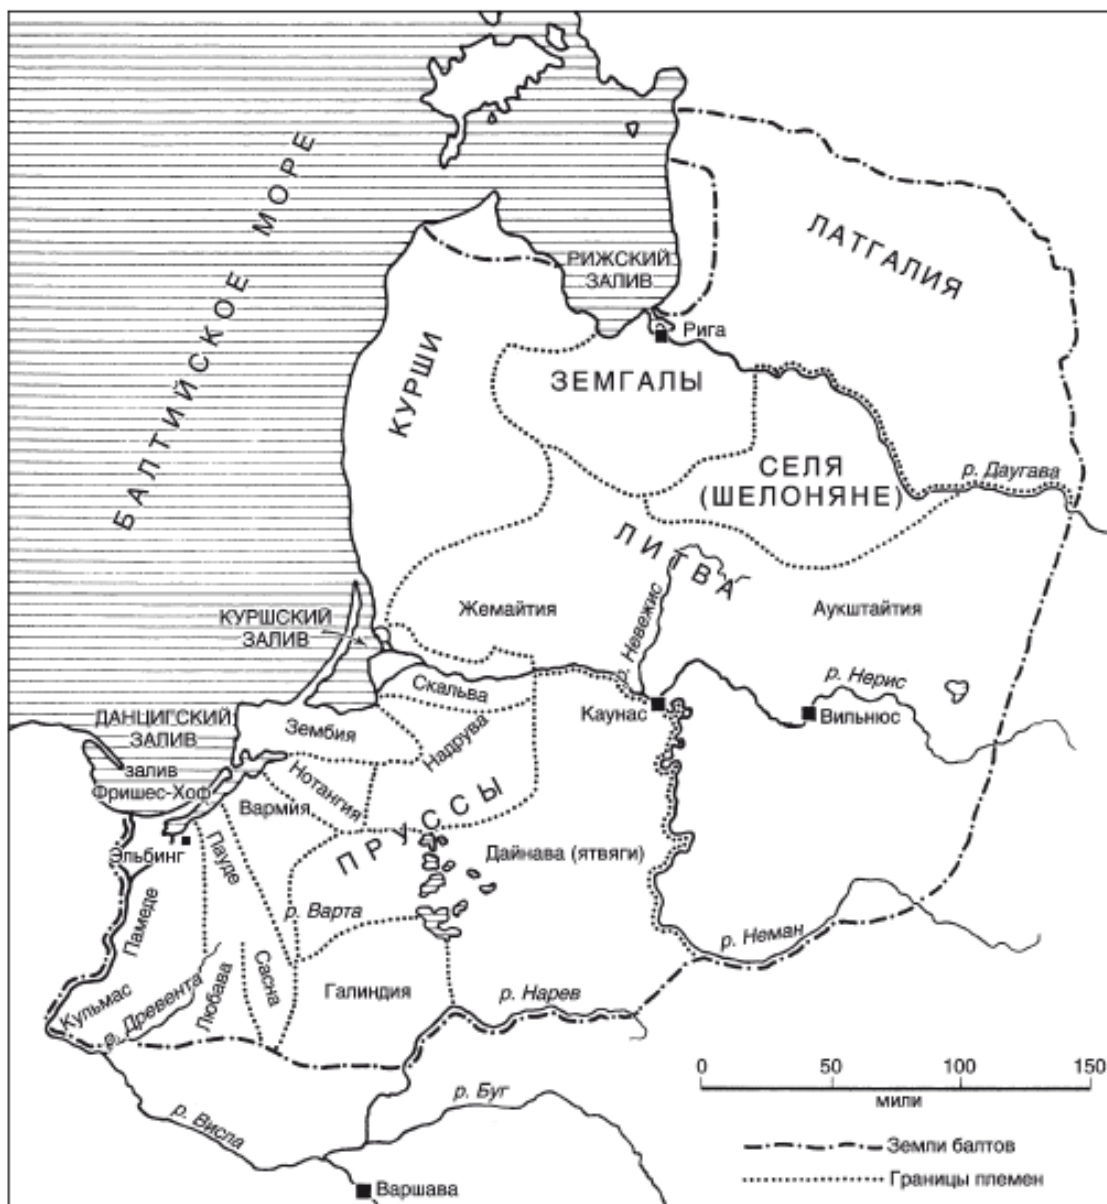 БАЛТИЙСКОЕ МОРЕ
ЛАТГАЛИЯ
РИЖСКИЙ
ЗАЛИВ
Рига
КУРШИ
ЗЕМГАЛЫ
СЕЛЯ
(ШЕЛОНЯНЕ)
р. Даугава
ЛИТВА
Жемайтия
р. Невежис
Аукштайтия
КУРШСКИЙ
ЗАЛИВ
Скальва
Каунас
р. Нерис
Вильнюс
ДАНЦИГСКИЙ
ЗАЛИВ
залив
Фришес-Хоф
Зембия
Надрува
Нотангия
Вармия
ПРУССЫ
Эльбинг
Пауде
Дайнава (ятвяги)
Памеде
р. Варта
р. Неман
Кульмас
р. Древента
Любава
Сасна
Галиндия
р. Нарев
0 50 100 150
мили
р. Висла
р. Буг
Варшава
Земли балтов
Границы племен